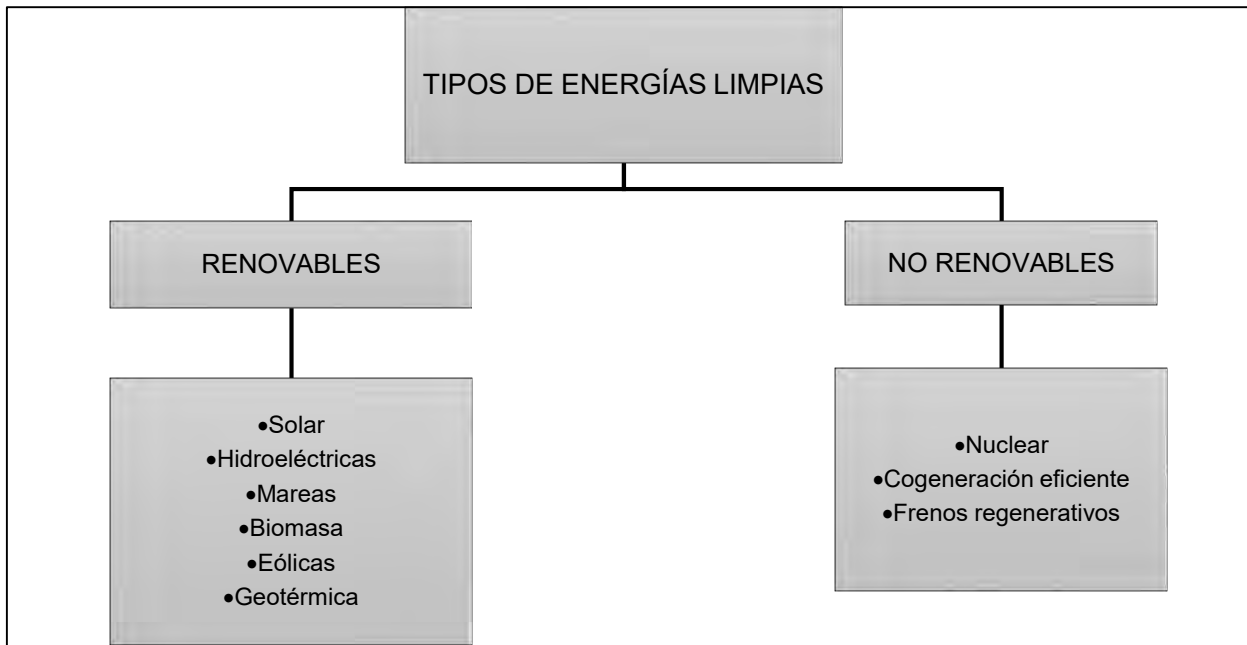 TIPOS DE ENERGÍAS LIMPIAS
RENOVABLES
•Solar
•Hidroeléctricas
•Mareas
•Biomasa
•Eólicas
•Geotérmica
NO RENOVABLES
•Nuclear
•Cogeneración eficiente
•Frenos regenerativos